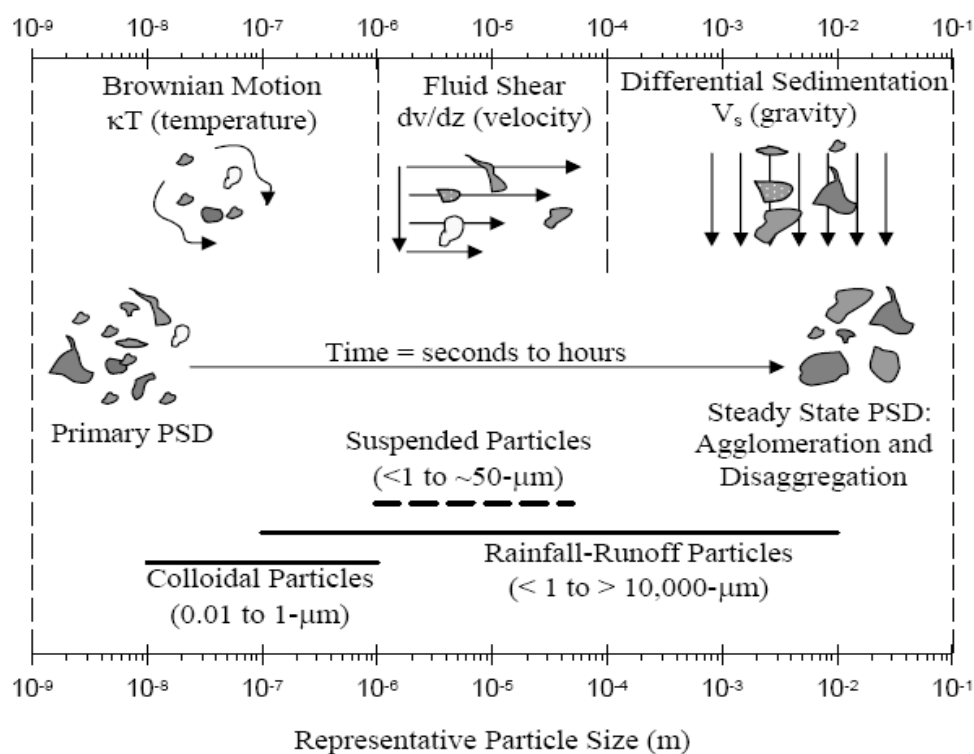 10⁻⁹ 10⁻⁸ 10⁻⁷ 10⁻⁶ 10⁻⁵ 10⁻⁴ 10⁻³ 10⁻² 10⁻¹
Brownian Motion
κT (temperature)
Fluid Shear
dv/dz (velocity)
Differential Sedimentation
Vₛ (gravity)
Time = seconds to hours
Primary PSD
Steady State PSD:
Agglomeration and
Disaggregation
Suspended Particles
(<1 to ~50-μm)
Rainfall-Runoff Particles
(< 1 to > 10,000-μm)
Colloidal Particles
(0.01 to 1-μm)
10⁻⁹ 10⁻⁸ 10⁻⁷ 10⁻⁶ 10⁻⁵ 10⁻⁴ 10⁻³ 10⁻² 10⁻¹
Representative Particle Size (m)